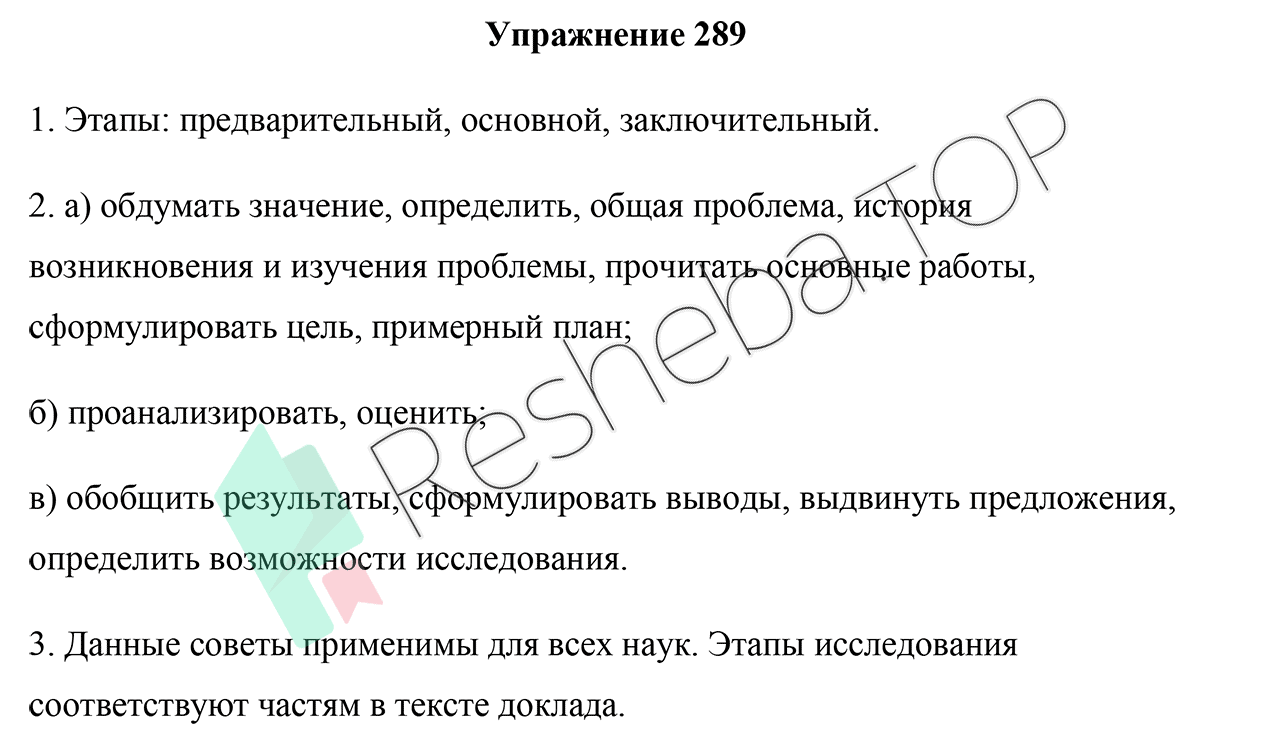 Упражнение 289
1. Этапы: предварительный, основной, заключительный.
2. а) обдумать значение, определить, общая проблема, история
возникновения и изучения проблемы, прочитать основные работы,
сформулировать цель, примерный план;
б) проанализировать, оценить;
в) обобщить результаты, сформулировать выводы, выдвинуть предложения,
определить возможности исследования.
3. Данные советы применимы для всех наук. Этапы исследования
соответствуют частям в тексте доклада.
Resheba.TOP